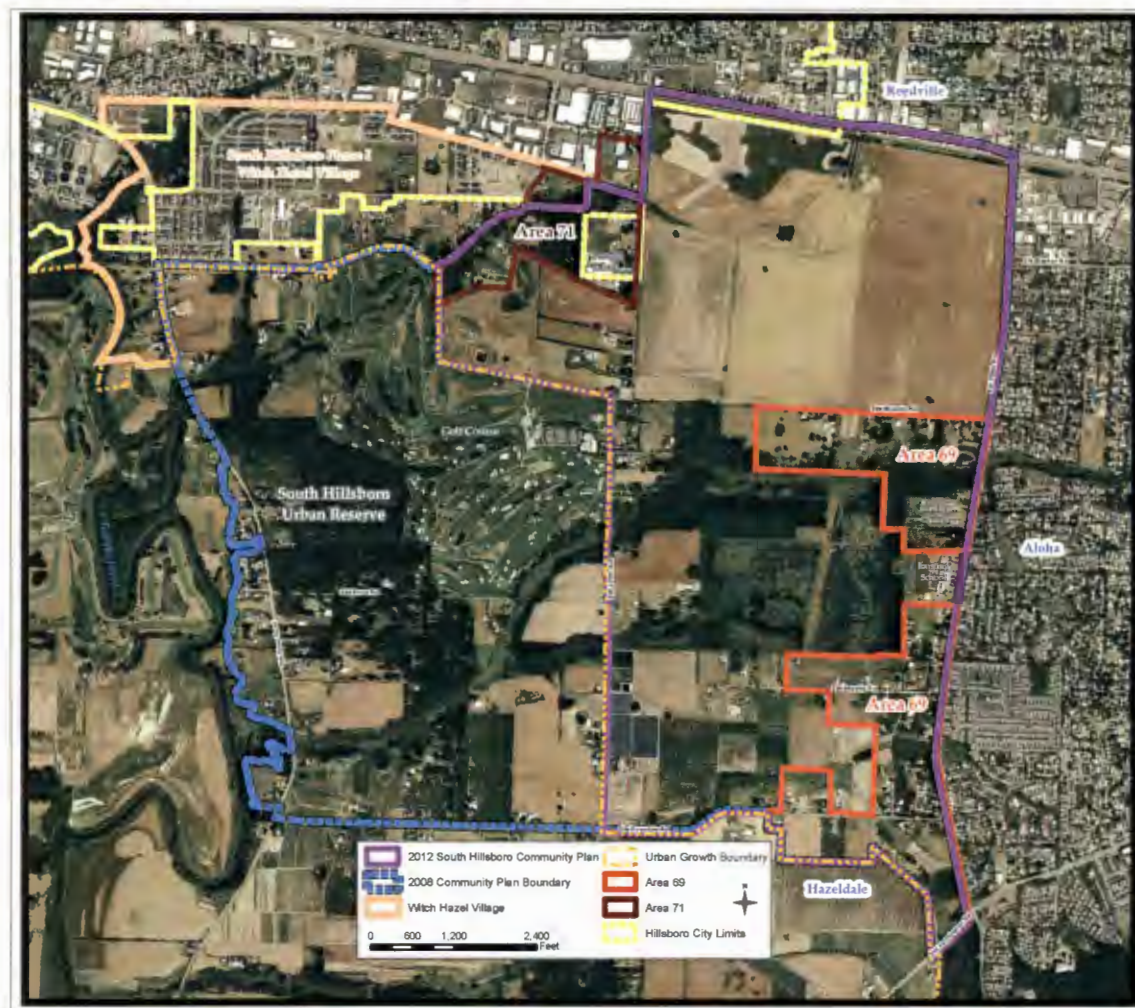 Reedville
South Hillsboro Phase I
Witch Hazel Village
Area 71
Golf Course
Area 69
South Hillsboro
Urban Reserve
Aloha
Area 69
2012 South Hillsboro Community Plan
2008 Community Plan Boundary
Witch Hazel Village
0 600 1,200 2,400
Feet
Urban Growth Boundary
Area 69
Area 71
Hillsboro City Limits
N
Hazeldale